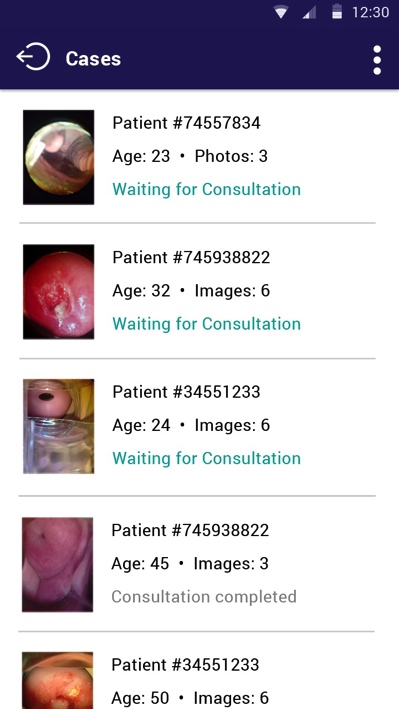 12:30
Cases
Patient #74557834
Age: 23 • Photos: 3
Waiting for Consultation
Patient #745938822
Age: 32 • Images: 6
Waiting for Consultation
Patient #34551233
Age: 24 • Images: 6
Waiting for Consultation
Patient #745938822
Age: 45 • Images: 3
Consultation completed
Patient #34551233
Age: 50 • Images: 6